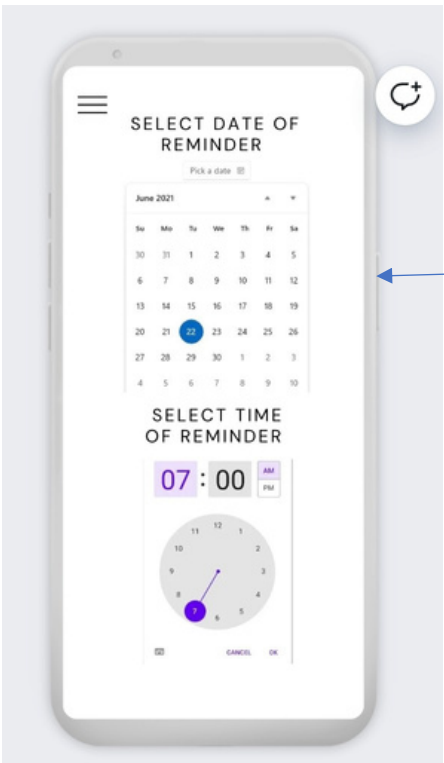 SELECT DATE OF
REMINDER
Pick a date
June 2021
Su Mo Tu We Th Fr Sa
30 31 1 2 3 4 5
6 7 8 9 10 11 12
13 14 15 16 17 18 19
20 21 22 23 24 25 26
27 28 29 30 1 2 3
4 5 6 7 8 9 10
SELECT TIME
OF REMINDER
07 : 00 AM
PM
12
11 1
10 2
9 3
8 4
7 5
6
CANCEL OK